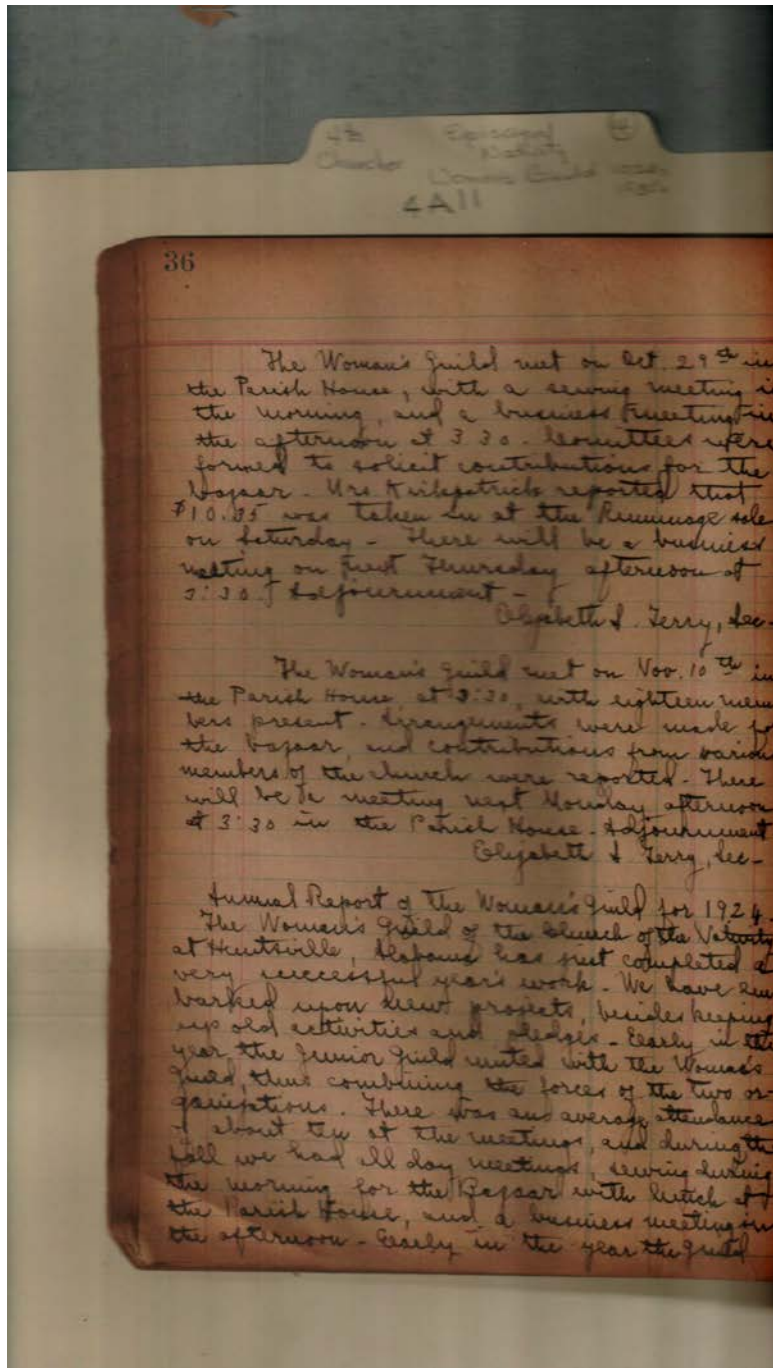 4th Episcopal 4
Nativity
Womans Guild
4A11
36
The Woman's Guild met on Oct. 29th in
the Parish House, with a sewing meeting i
the morning, and a business meeting in
the afternoon at 3 30 - Committees were
formed to solicit contributions for the
bazaar - Mrs Kirkpatrick reported that
$10.35 was taken in at the Rummage sale
on Saturday - There will be a business
meeting on next Thursday afternoon at
3:30. Adjournment -
Elizabeth S. Terry, Sec-
The Woman's Guild met on Nov. 10th in
the Parish House, at 3:30, with eighteen mem
bers present - Arrangements were made fo
the bazaar, and contributions from various
members of the church were reported - There
will be a meeting next Monday afternoon
at 3:30 in the Parish House - Adjournment
Elizabeth S Terry, Sec-
Annual Report of the Woman's Guild for 1924.
The Woman's Guild of the Church of the Nativity
at Huntsville, Alabama has just completed a
very successful year's work - We have em
barked upon new projects, besides keeping
up old activities and pledges - Early in the
year the Junior Guild united with the Woman's
Guild, thus combining the forces of the two or-
ganizations. There was an average attendance
of about ten at the meetings, and during the
fall we had all day meetings, sewing during
the morning for the Bazaar with lunch at
the Parish House, and a business meeting in
the afternoon - Early in the year the Guild